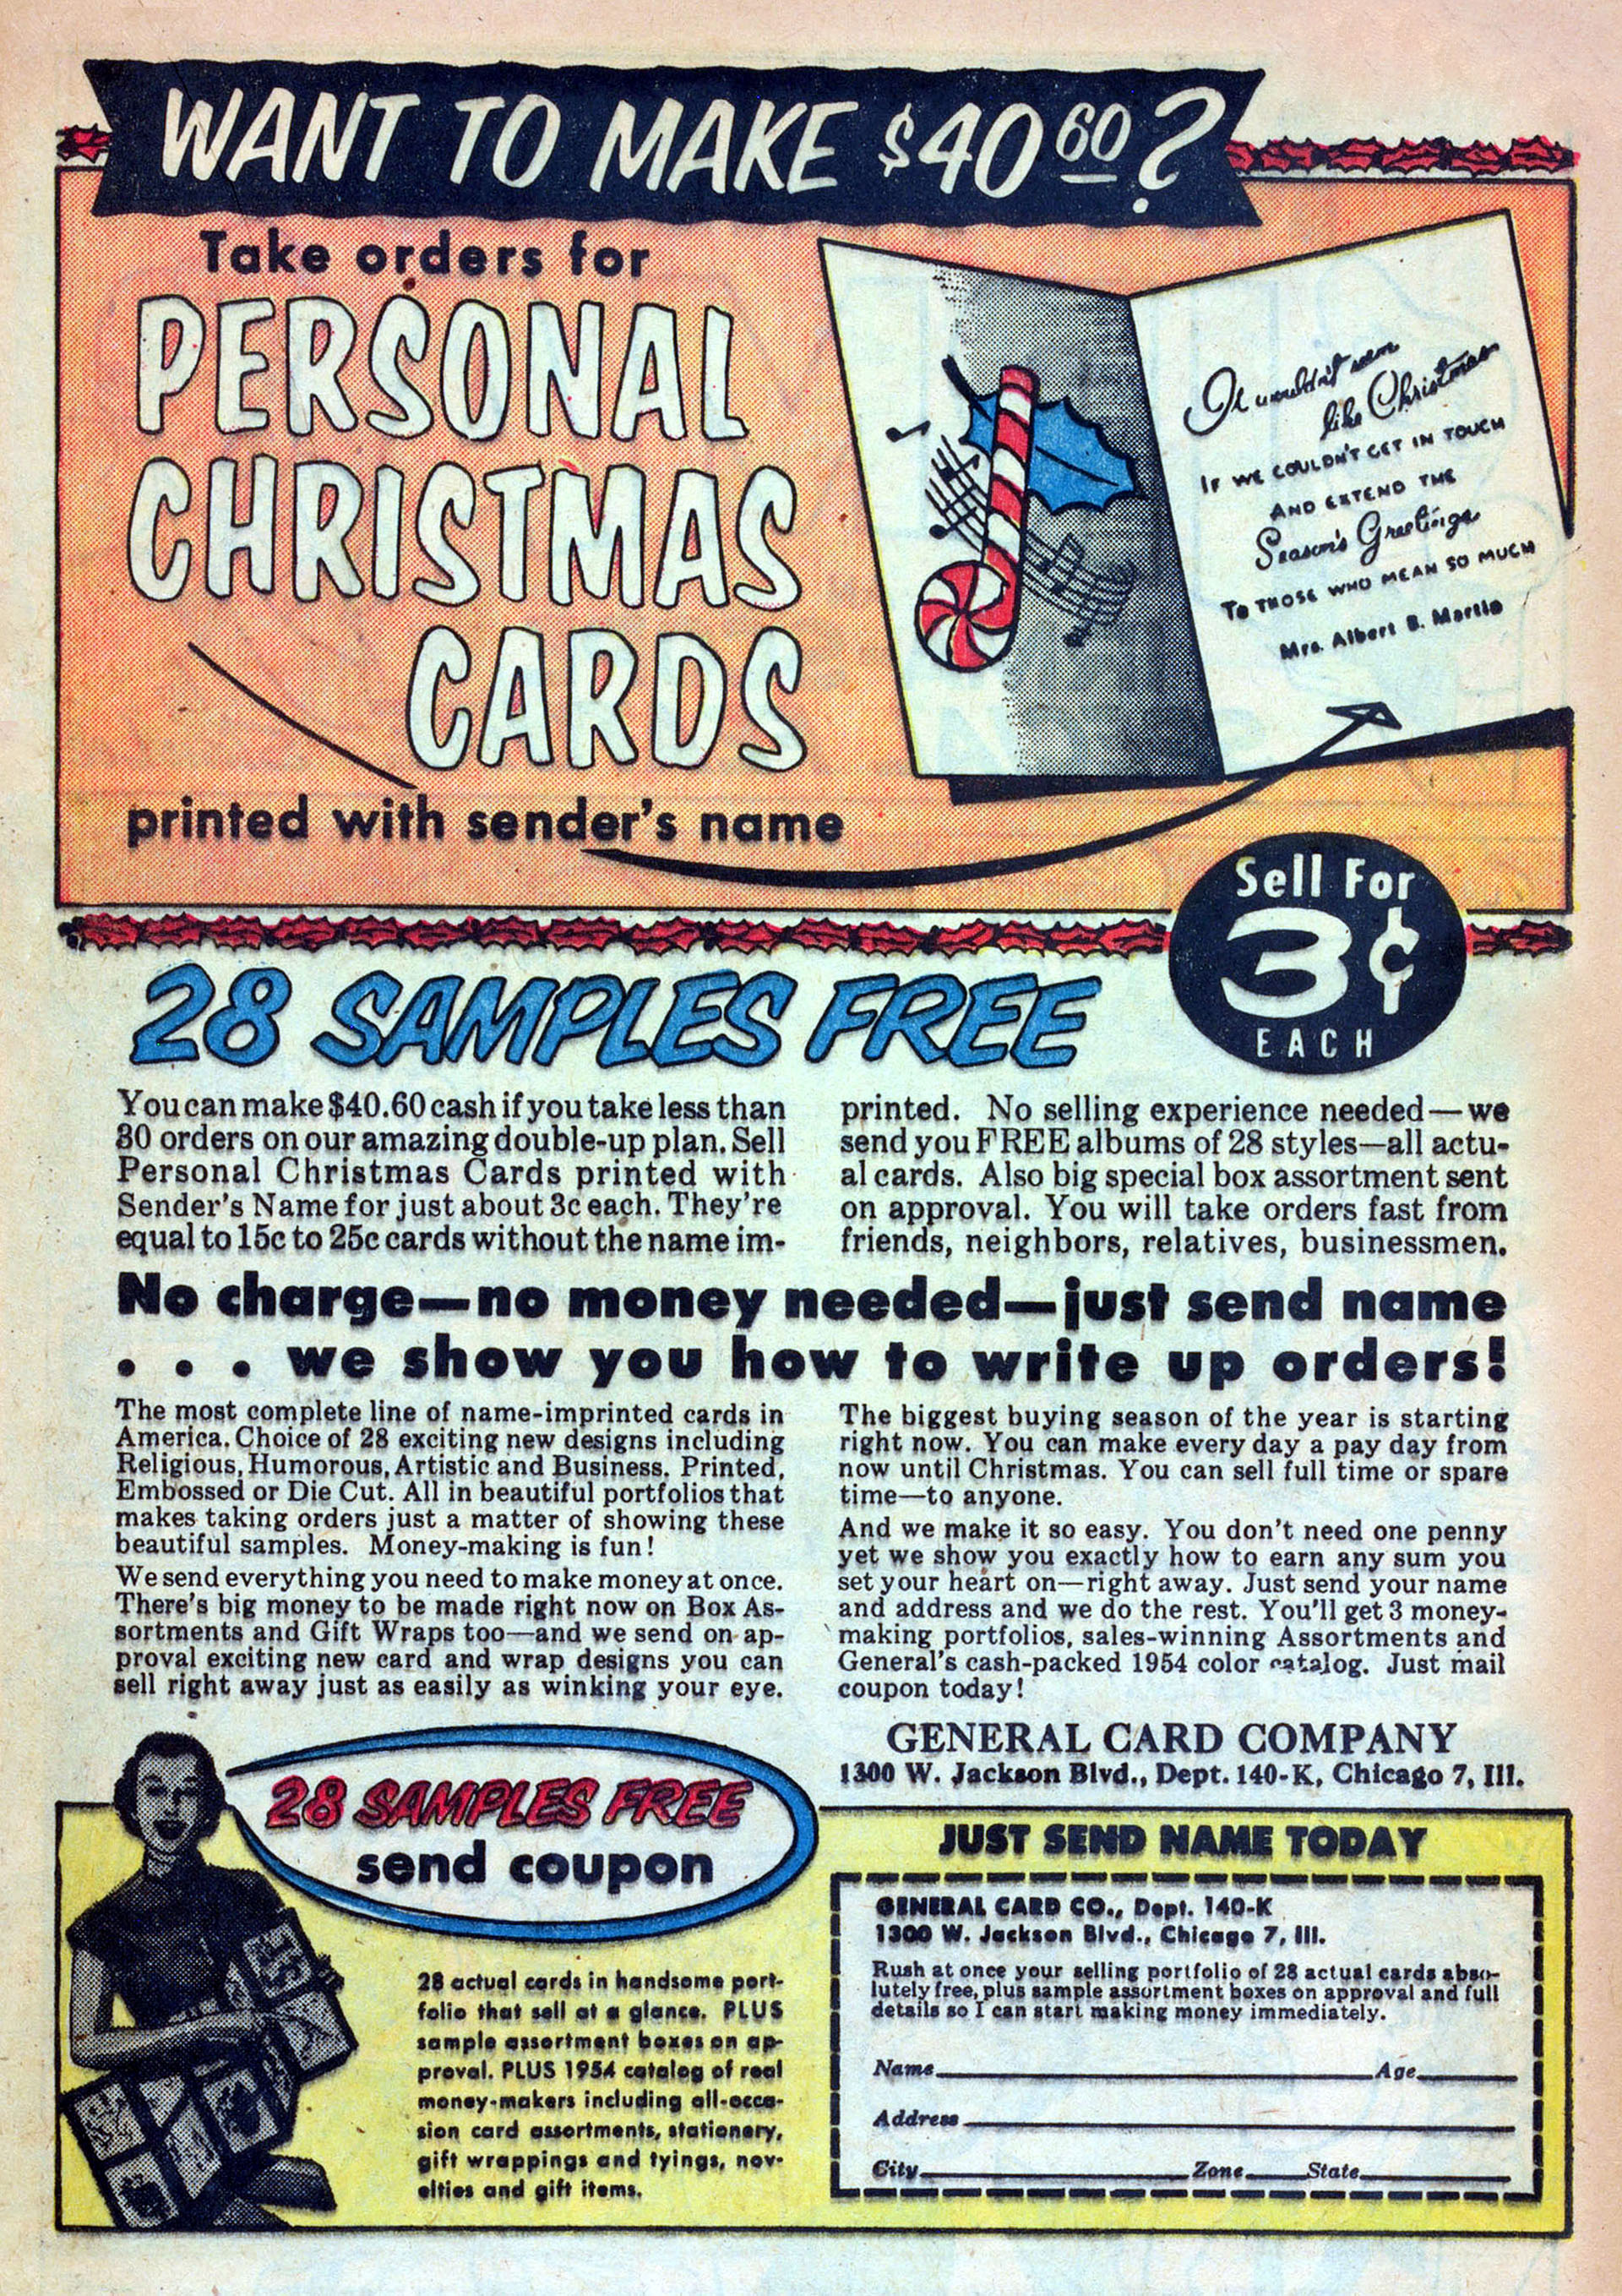 WANT TO MAKE $40 60?
Take orders for
PERSONAL
CHRISTMAS
CARDS
printed with sender's name
It wouldn't seem
like Christmas
IF WE COULDN'T GET IN TOUCH
AND EXTEND THE
Season's Greetings
TO THOSE WHO MEAN SO MUCH
Mrs. Albert B. Martin
Sell For
3¢
EACH
28 SAMPLES FREE
You can make $40.60 cash if you take less than
30 orders on our amazing double-up plan. Sell
Personal Christmas Cards printed with
Sender's Name for just about 3c each. They're
equal to 15c to 25c cards without the name im-
printed. No selling experience needed—we
send you FREE albums of 28 styles—all actu-
al cards. Also big special box assortment sent
on approval. You will take orders fast from
friends, neighbors, relatives, businessmen.
No charge—no money needed—just send name
. . . we show you how to write up orders!
The most complete line of name-imprinted cards in
America. Choice of 28 exciting new designs including
Religious, Humorous, Artistic and Business. Printed,
Embossed or Die Cut. All in beautiful portfolios that
makes taking orders just a matter of showing these
beautiful samples. Money-making is fun!
We send everything you need to make money at once.
There's big money to be made right now on Box As-
sortments and Gift Wraps too—and we send on ap-
proval exciting new card and wrap designs you can
sell right away just as easily as winking your eye.
The biggest buying season of the year is starting
right now. You can make every day a pay day from
now until Christmas. You can sell full time or spare
time—to anyone.
And we make it so easy. You don't need one penny
yet we show you exactly how to earn any sum you
set your heart on—right away. Just send your name
and address and we do the rest. You'll get 3 money-
making portfolios, sales-winning Assortments and
General's cash-packed 1954 color catalog. Just mail
coupon today!
GENERAL CARD COMPANY
1300 W. Jackson Blvd., Dept. 140-K, Chicago 7, Ill.
28 SAMPLES FREE
send coupon
28 actual cards in handsome port-
folio that sell at a glance. PLUS
sample assortment boxes on ap-
proval. PLUS 1954 catalog of real
money-makers including all-occa-
sion card assortments, stationery,
gift wrappings and tyings, nov-
elties and gift items.
JUST SEND NAME TODAY
GENERAL CARD CO., Dept. 140-K
1300 W. Jackson Blvd., Chicago 7, Ill.
Rush at once your selling portfolio of 28 actual cards abso-
lutely free, plus sample assortment boxes on approval and full
details so I can start making money immediately.
Name Age
Address
City Zone State